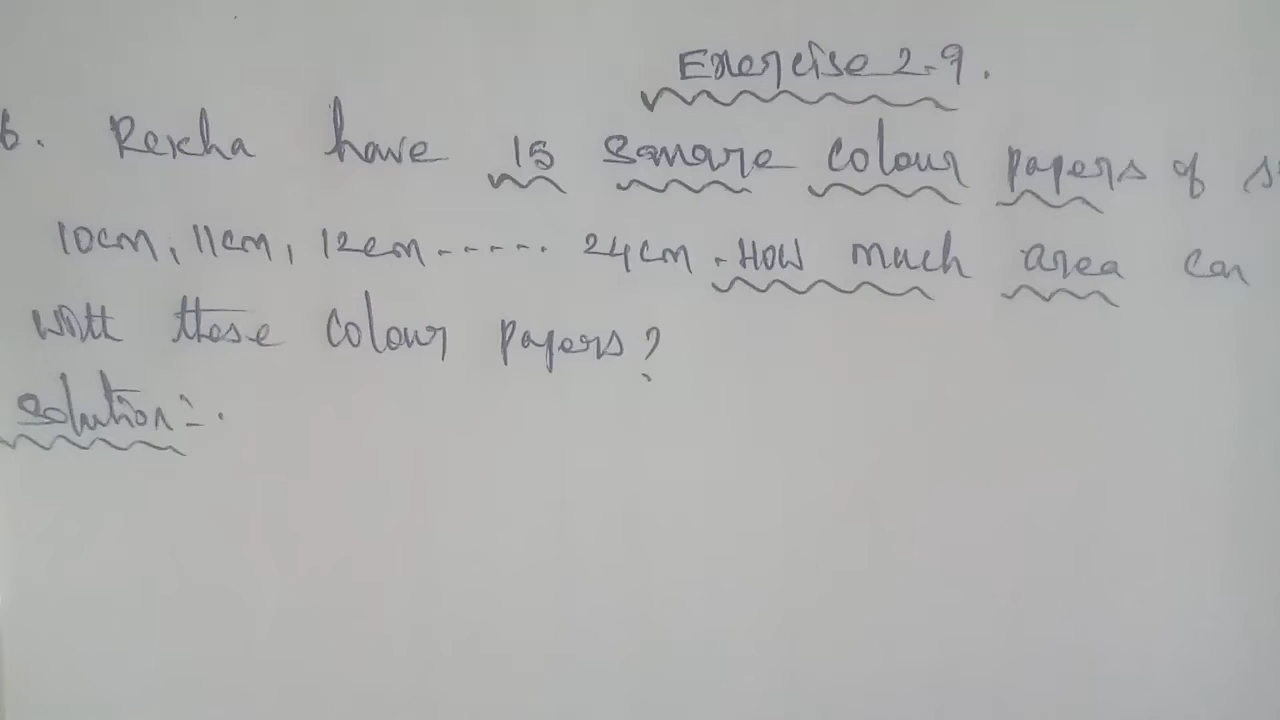 Exercise 2.9.
6. Rekha have 15 square colour papers of
10cm, 11cm, 12cm...... 24cm. How much area can
with these colour papers?
Solution:-.